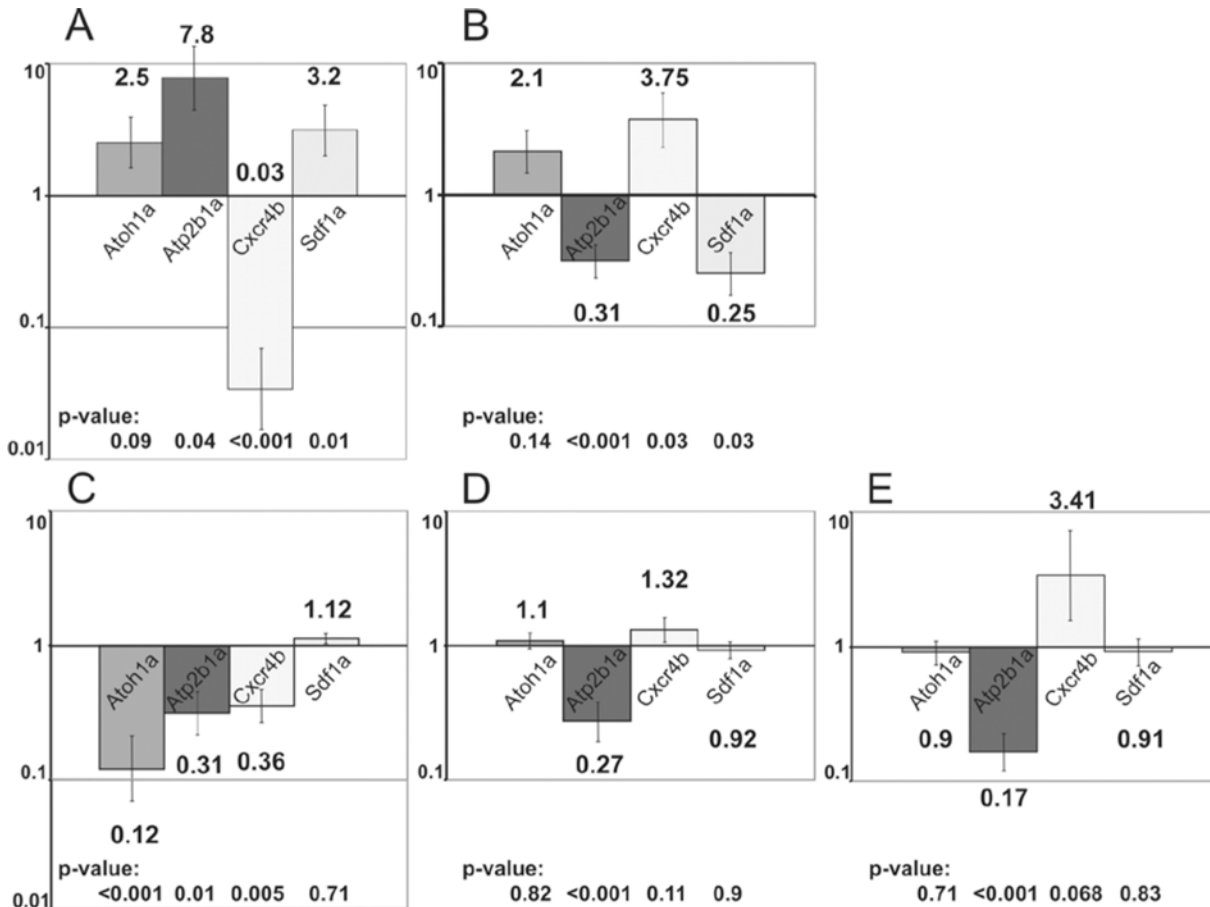 A
7.8
10
2.5
3.2
0.03
1
Atoh1a
Atp2b1a
Cxcr4b
Sdf1a
0.1
p-value:
0.09 0.04 <0.001 0.01
0.01
B
10
2.1
3.75
1
Atoh1a
Atp2b1a
Cxcr4b
Sdf1a
0.31
0.25
0.1
p-value:
0.14 <0.001 0.03 0.03
C
10
1.12
1
Atoh1a
Atp2b1a
Cxcr4b
Sdf1a
0.31
0.36
0.1
0.12
p-value:
<0.001 0.01 0.005 0.71
0.01
D
10
1.1
1.32
1
Atoh1a
Atp2b1a
Cxcr4b
Sdf1a
0.92
0.27
0.1
p-value:
0.82 <0.001 0.11 0.9
E
3.41
10
1
Atoh1a
Atp2b1a
Cxcr4b
Sdf1a
0.9
0.91
0.1
0.17
p-value:
0.71 <0.001 0.068 0.83